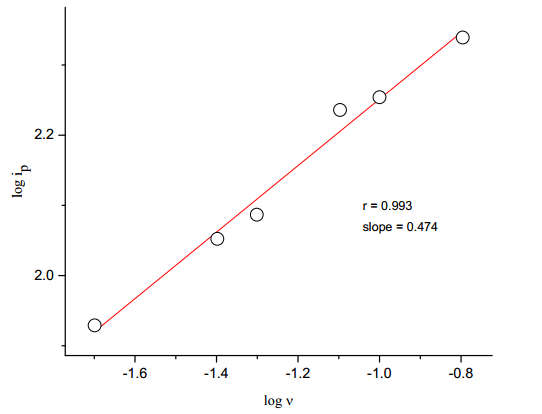 log i_p
2.2
2.0
r = 0.993
slope = 0.474
-1.6 -1.4 -1.2 -1.0 -0.8
log ν